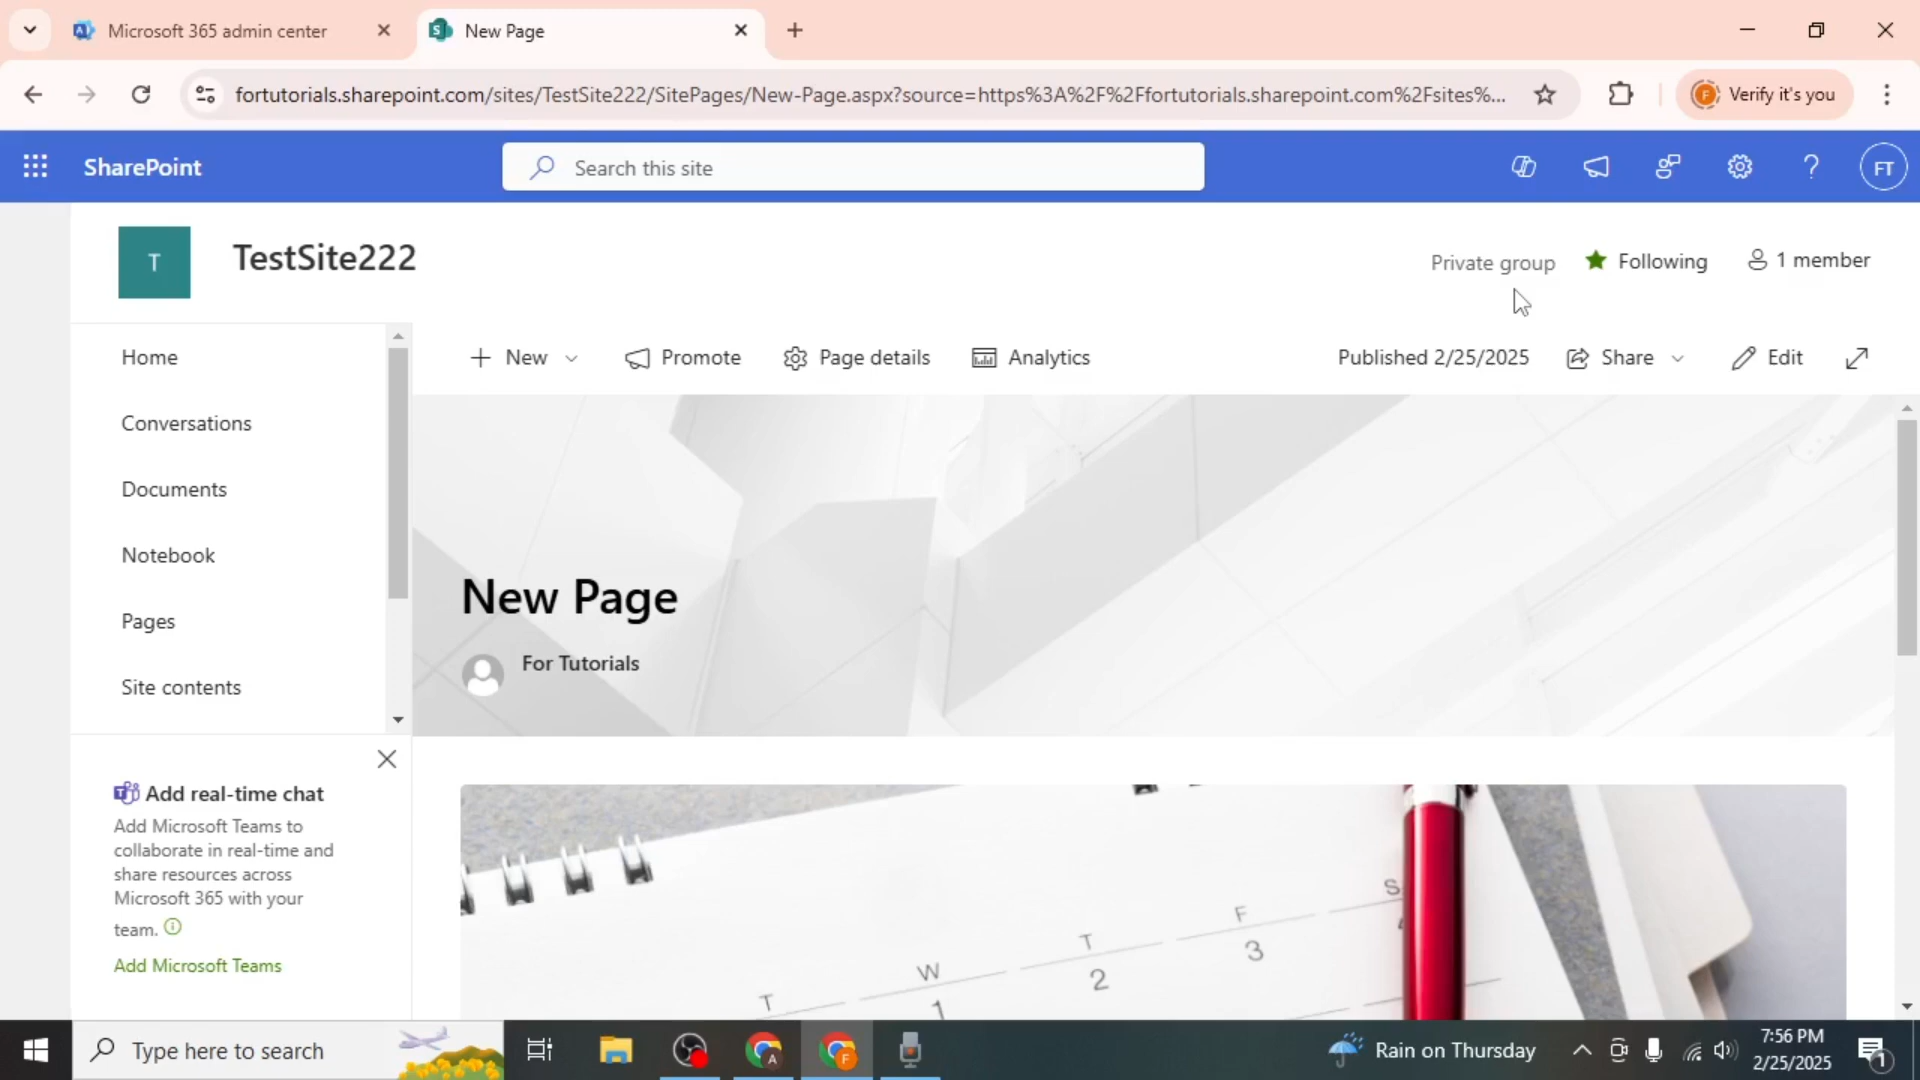 Microsoft 365 admin center
New Page
fortutorials.sharepoint.com/sites/TestSite222/SitePages/New-Page.aspx?source=https%3A%2F%2Ffortutorials.sharepoint.com%2Fsites%...
F
Verify it's you
SharePoint
Search this site
FT
T
TestSite222
Private group
Following
1 member
Home
Conversations
Documents
Notebook
Pages
Site contents
New
Promote
Page details
Analytics
Published 2/25/2025
Share
Edit
New Page
For Tutorials
Add real-time chat
Add Microsoft Teams to
collaborate in real-time and
share resources across
Microsoft 365 with your
team.
Add Microsoft Teams
T
W
1
T
2
F
3
S
Type here to search
Rain on Thursday
7:56 PM
2/25/2025
1